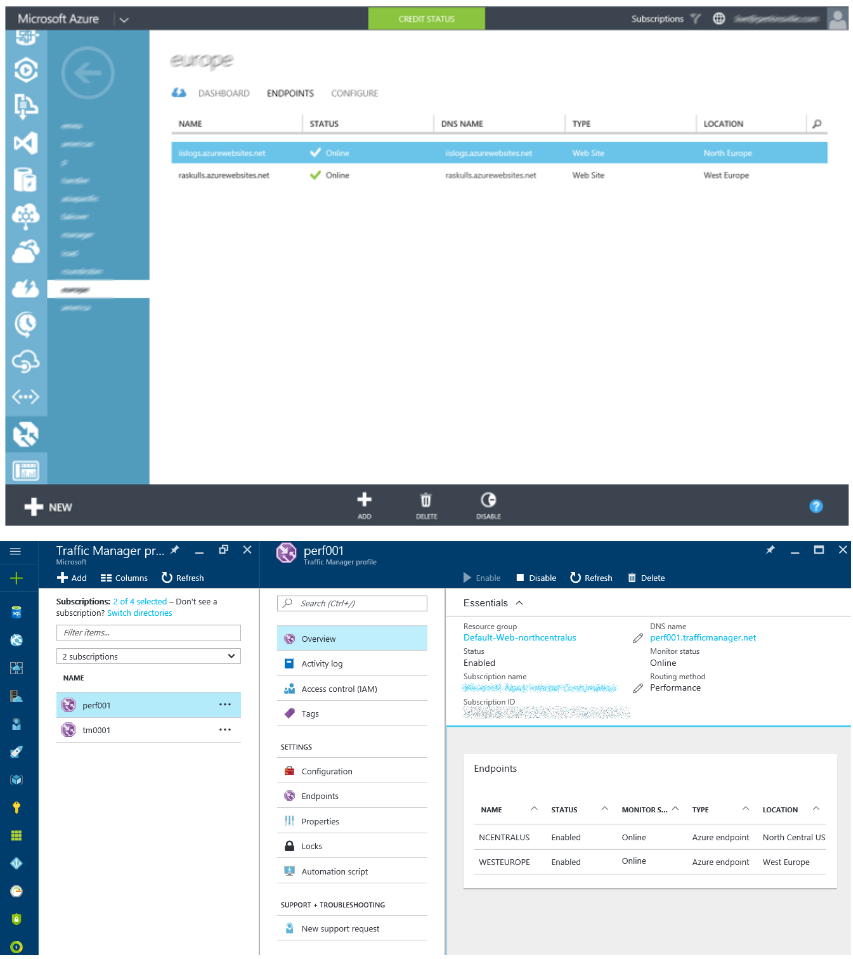 Microsoft Azure
CREDIT STATUS
Subscriptions
europe
DASHBOARD ENDPOINTS CONFIGURE
NAME STATUS DNS NAME TYPE LOCATION
iislogs.azurewebsites.net Online iislogs.azurewebsites.net Web Site North Europe
raskulls.azurewebsites.net Online raskulls.azurewebsites.net Web Site West Europe
europe
NEW
ADD DELETE DISABLE
?
Traffic Manager pr...
Microsoft
Add Columns Refresh
Subscriptions: 2 of 4 selected – Don't see a
subscription? Switch directories
Filter items...
2 subscriptions
NAME
perf001 ...
tm0001 ...
perf001
Traffic Manager profile
Search (Ctrl+/)
Overview
Activity log
Access control (IAM)
Tags
SETTINGS
Configuration
Endpoints
Properties
Locks
Automation script
SUPPORT + TROUBLESHOOTING
New support request
Enable Disable Refresh Delete
Essentials
Resource group
Default-Web-northcentralus
Status
Enabled
Subscription name
Subscription ID
DNS name
perf001.trafficmanager.net
Monitor status
Online
Routing method
Performance
Endpoints
NAME STATUS MONITOR S... TYPE LOCATION
NCENTRALUS Enabled Online Azure endpoint North Central US
WESTEUROPE Enabled Online Azure endpoint West Europe